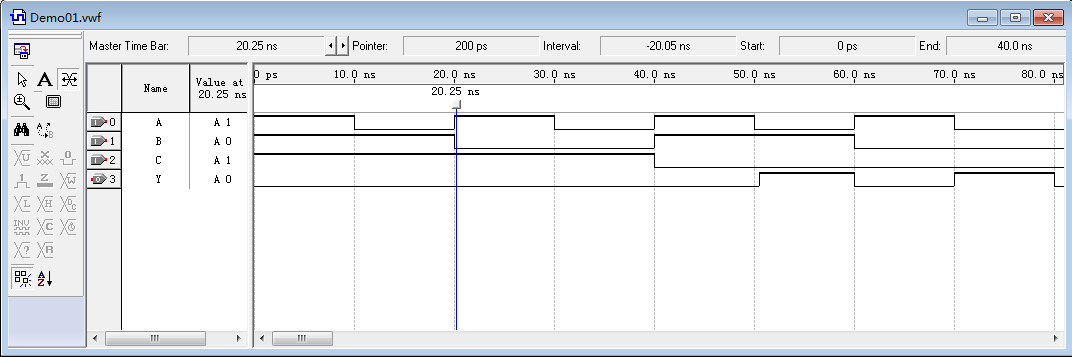 Demo01.vwf
Master Time Bar: 20.25 ns Pointer: 200 ps Interval: -20.05 ns Start: 0 ps End: 40.0 ns
Name Value at 20.25 ns
0 ps 10.0 ns 20.0 ns 30.0 ns 40.0 ns 50.0 ns 60.0 ns 70.0 ns 80.0 ns
20.25 ns
0 A A 1
1 B A 0
2 C A 1
3 Y A 0